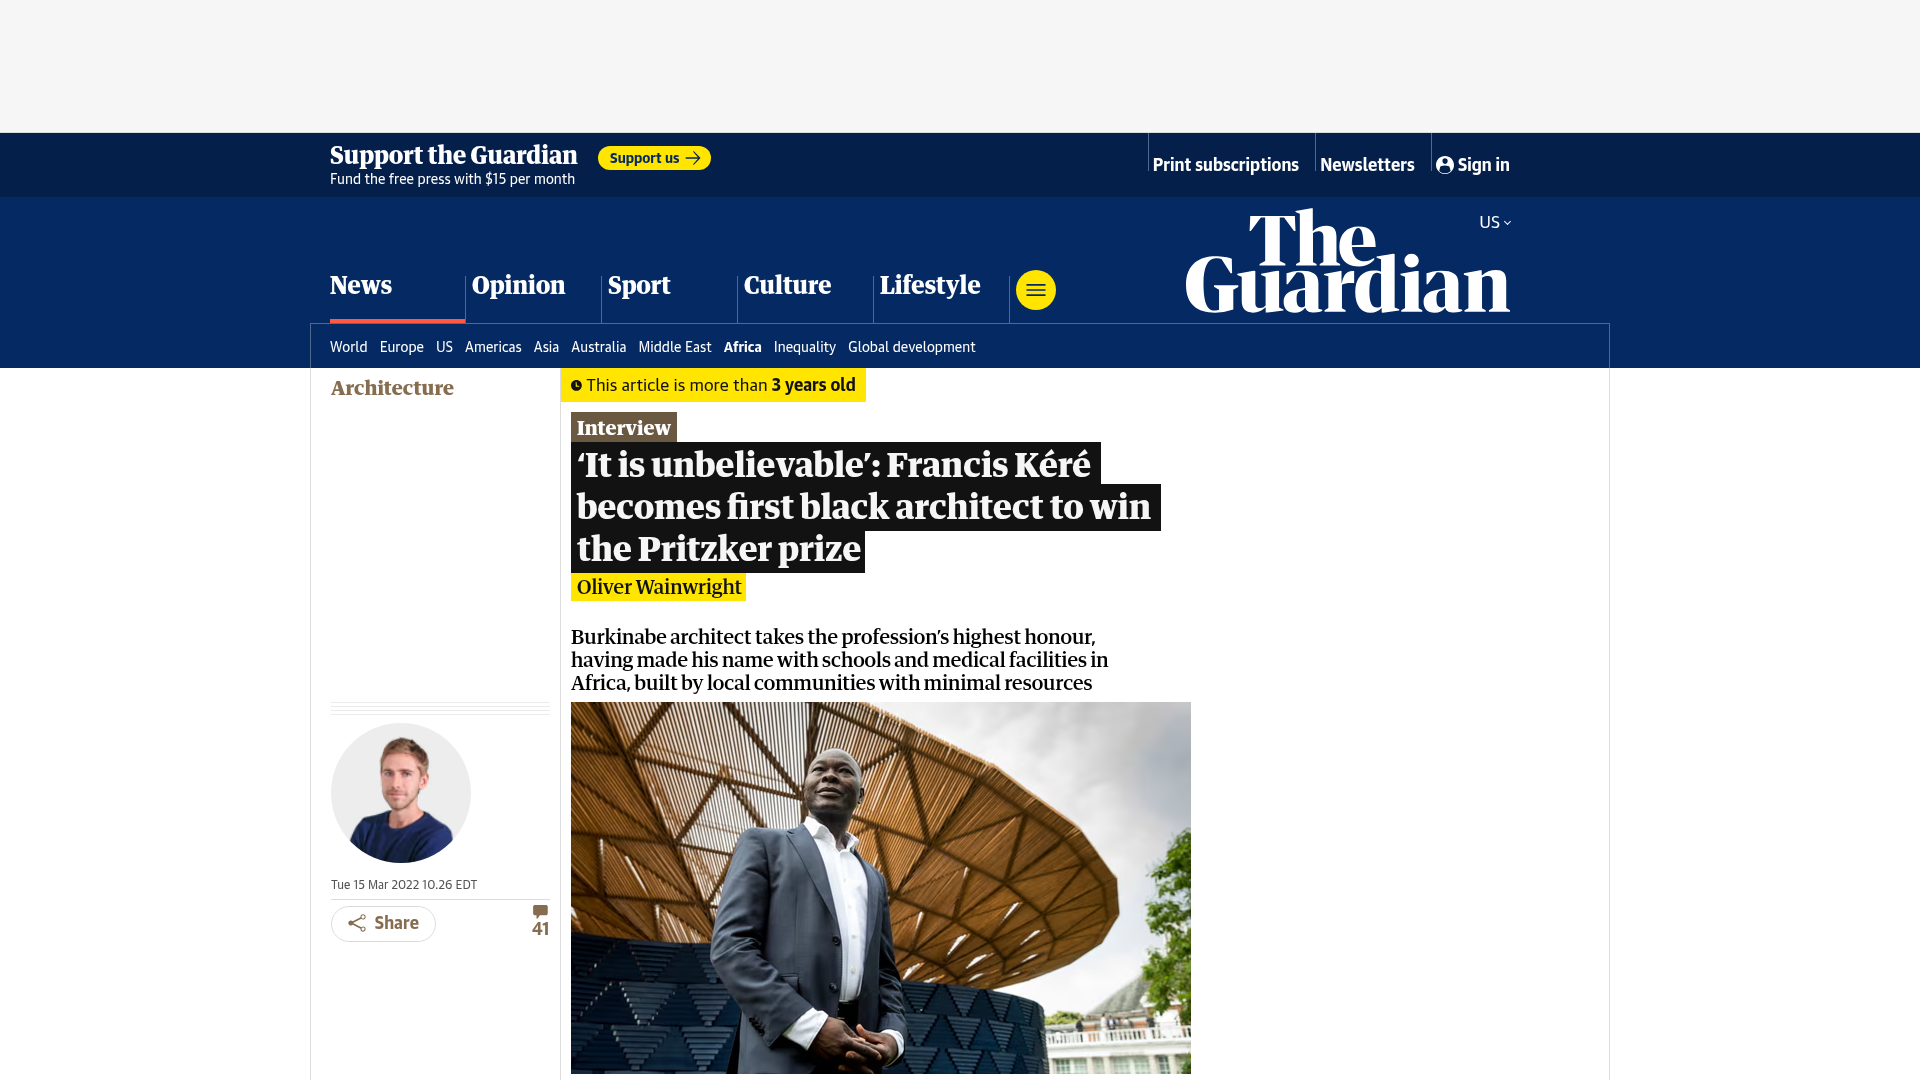 Support the Guardian
Fund the free press with $15 per month
Support us
Print subscriptions
Newsletters
Sign in
US
The
Guardian
News
Opinion
Sport
Culture
Lifestyle
World Europe US Americas Asia Australia Middle East Africa Inequality Global development
Architecture
This article is more than 3 years old
Interview
‘It is unbelievable’: Francis Kéré
becomes first black architect to win
the Pritzker prize
Oliver Wainwright
Burkinabe architect takes the profession’s highest honour,
having made his name with schools and medical facilities in
Africa, built by local communities with minimal resources
Tue 15 Mar 2022 10.26 EDT
Share
41